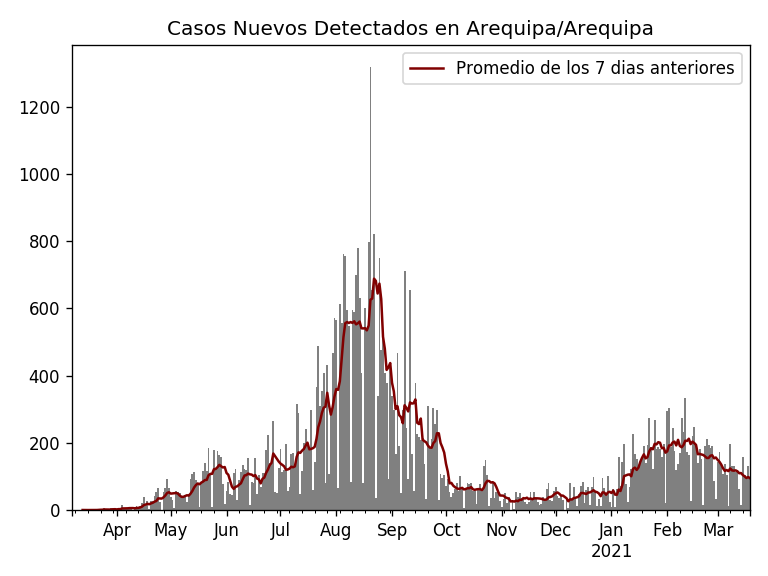 Casos Nuevos Detectados en Arequipa/Arequipa
Promedio de los 7 dias anteriores
1200
1000
800
600
400
200
0
Apr May Jun Jul Aug Sep Oct Nov Dec Jan Feb Mar
2021